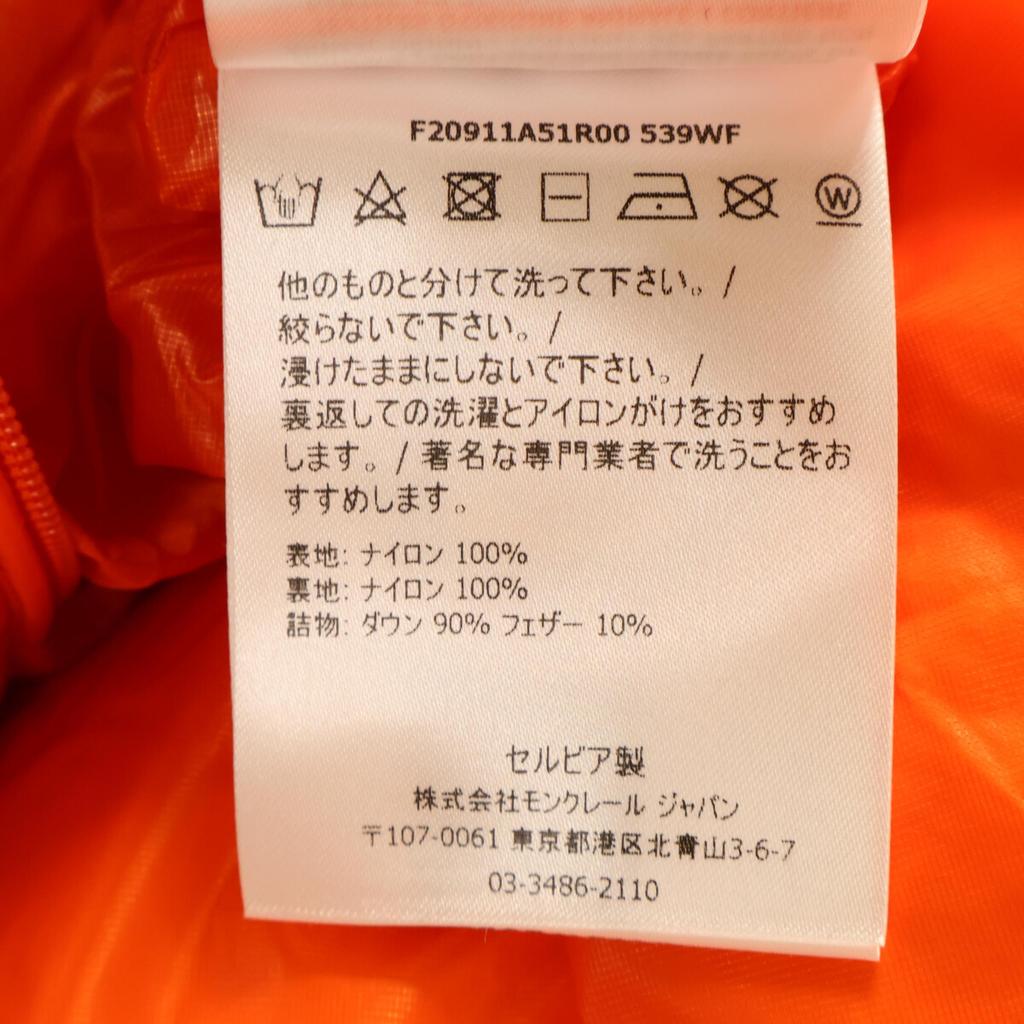 F20911A51R00 539WF
W
他のものと分けて洗って下さい。/
絞らないで下さい。/
浸けたままにしないで下さい。/
裏返しての洗濯とアイロンがけをおすすめ
します。/ 著名な専門業者で洗うことをお
すすめします。
表地: ナイロン 100%
裏地: ナイロン 100%
詰物: ダウン 90% フェザー 10%
セルビア製
株式会社モンクレール ジャパン
〒107-0061 東京都港区北青山3-6-7
03-3486-2110